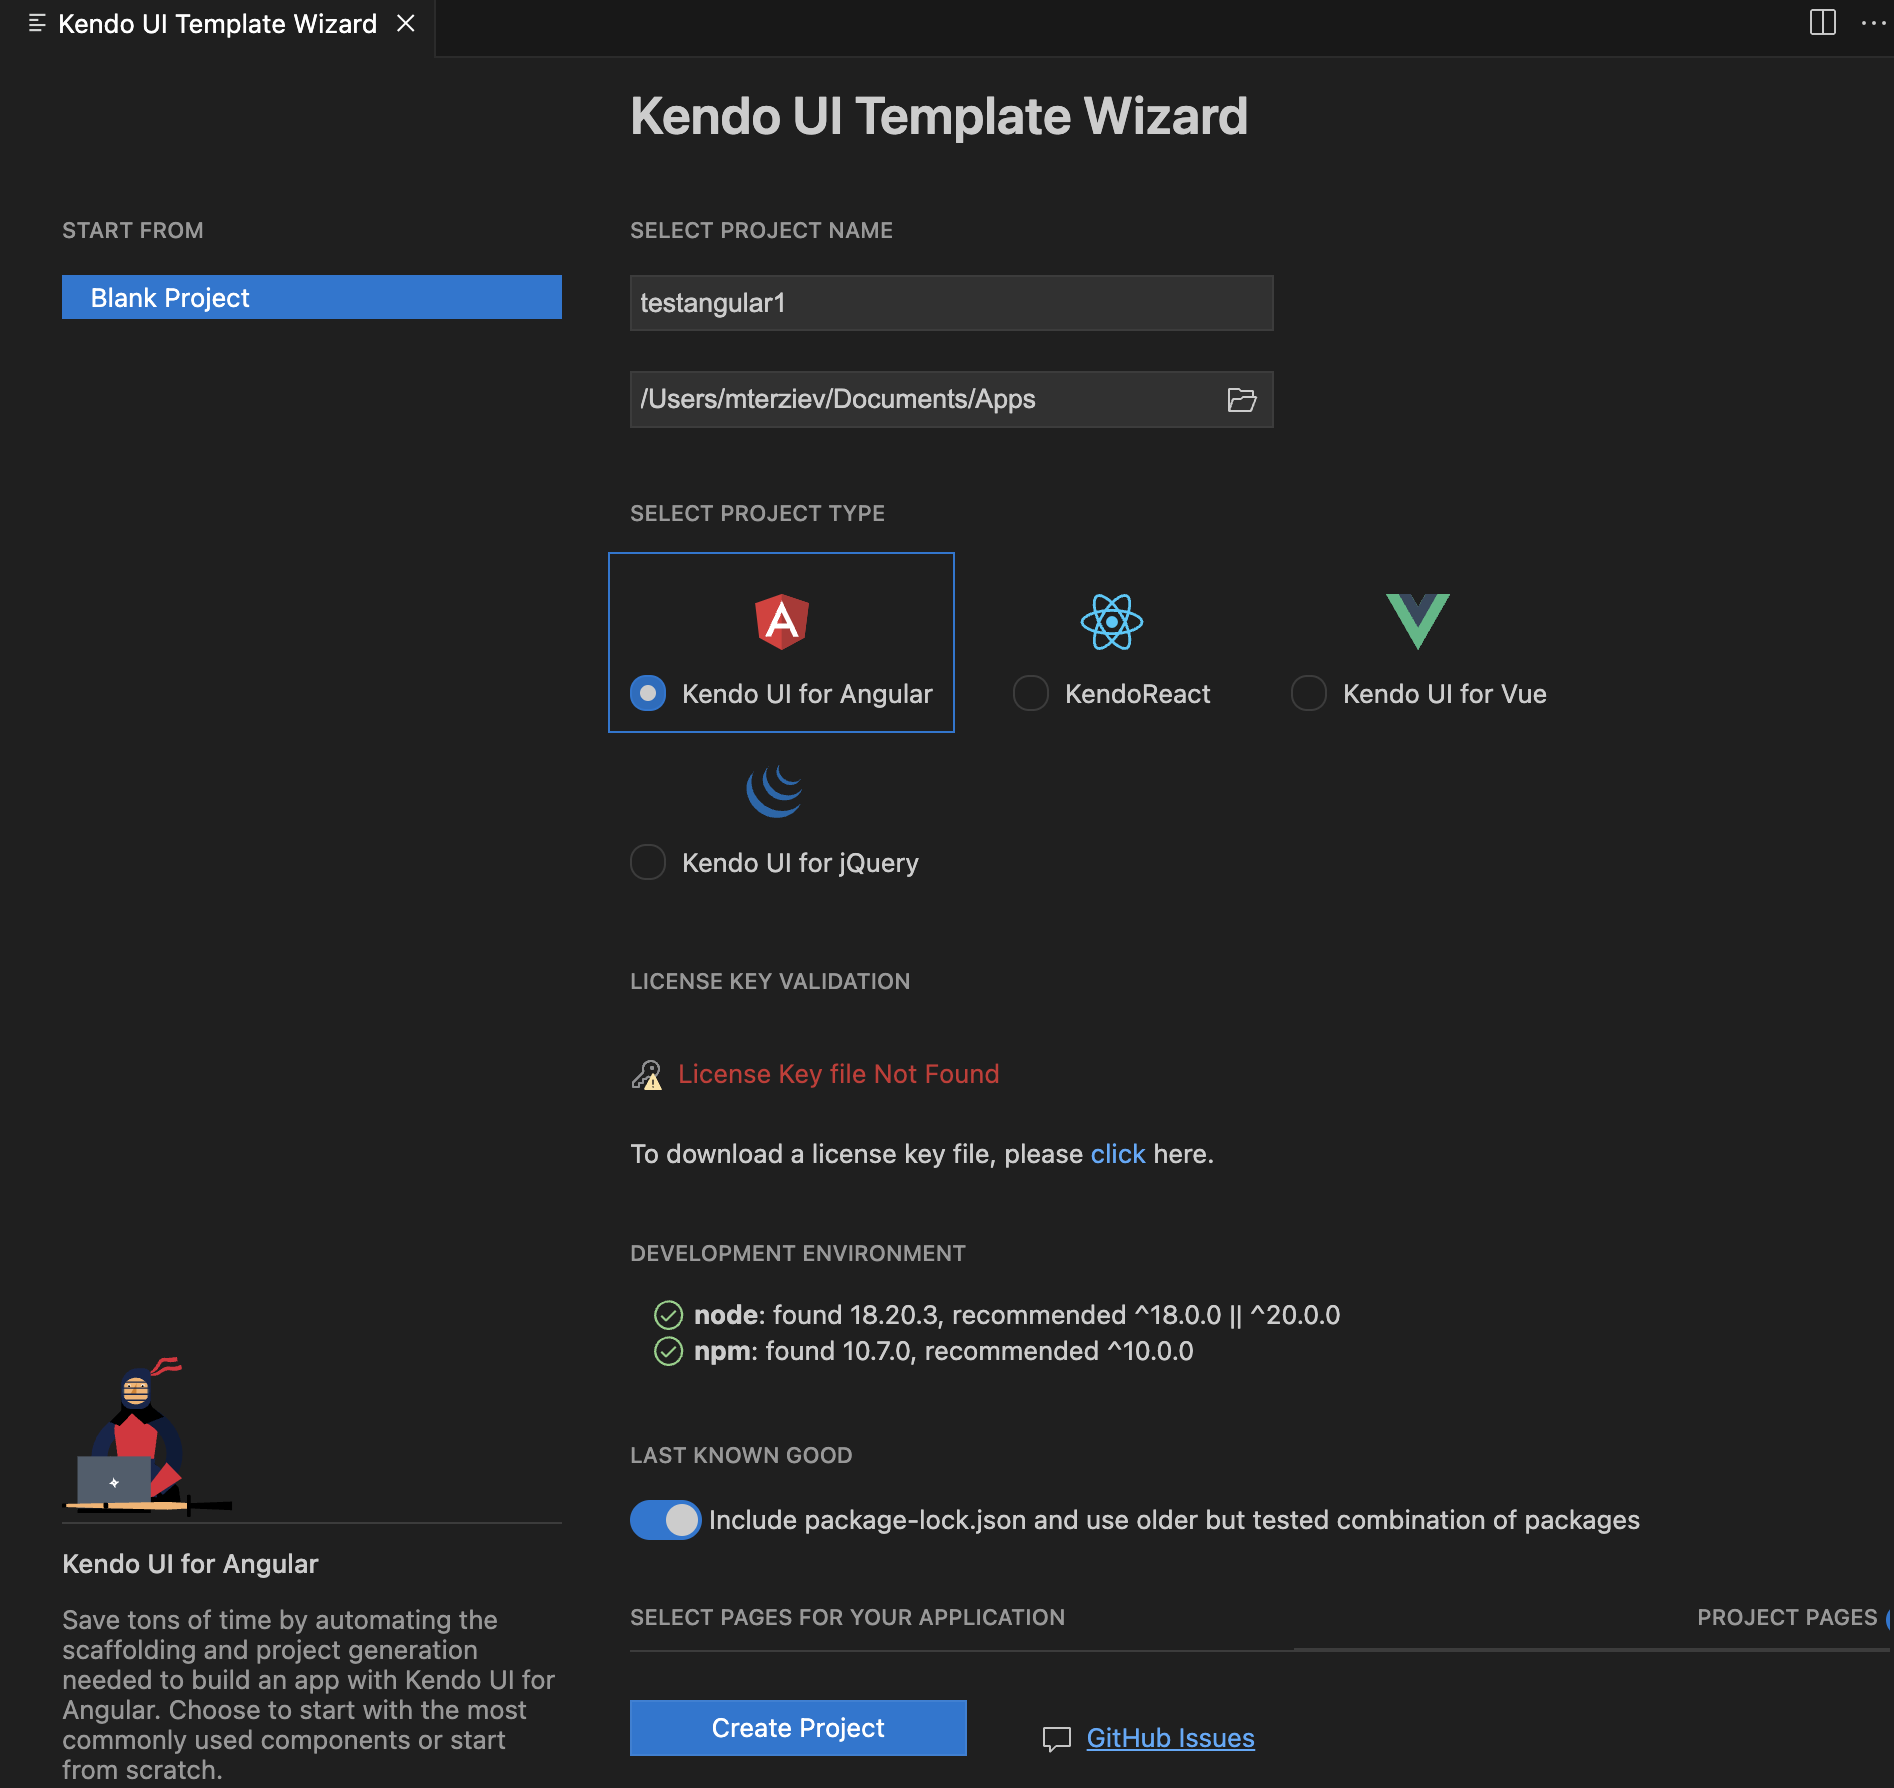 Kendo UI Template Wizard
Kendo UI Template Wizard
START FROM
Blank Project
SELECT PROJECT NAME
testangular1
/Users/mterziev/Documents/Apps
SELECT PROJECT TYPE
Kendo UI for Angular
KendoReact
Kendo UI for Vue
Kendo UI for jQuery
LICENSE KEY VALIDATION
License Key file Not Found
To download a license key file, please click here.
DEVELOPMENT ENVIRONMENT
node: found 18.20.3, recommended ^18.0.0 || ^20.0.0
npm: found 10.7.0, recommended ^10.0.0
LAST KNOWN GOOD
Include package-lock.json and use older but tested combination of packages
SELECT PAGES FOR YOUR APPLICATION
PROJECT PAGES
Create Project
GitHub Issues
Kendo UI for Angular
Save tons of time by automating the
scaffolding and project generation
needed to build an app with Kendo UI for
Angular. Choose to start with the most
commonly used components or start
from scratch.